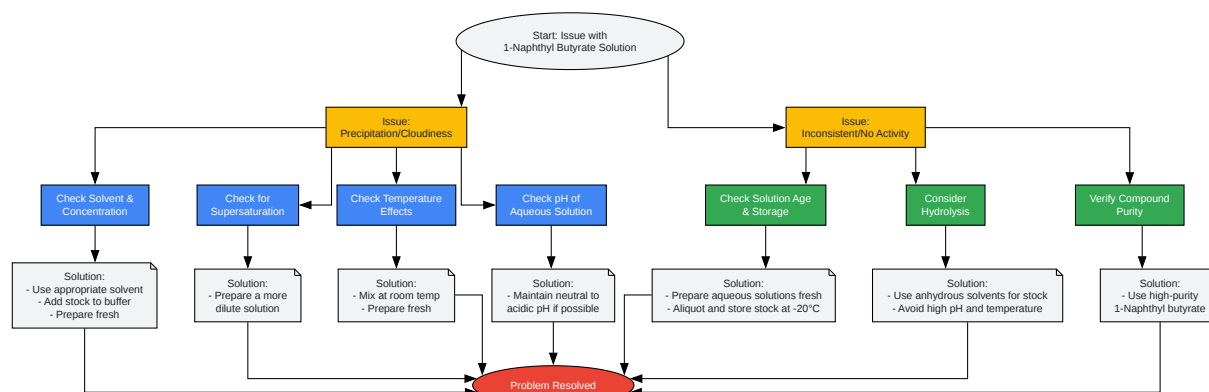 Start: Issue with
1-Naphthyl Butyrate Solution
Issue:
Precipitation/Cloudiness
Issue:
Inconsistent/No Activity
Check Solvent &
Concentration
Check for
Supersaturation
Check Temperature
Effects
Check pH of
Aqueous Solution
Check Solution Age
& Storage
Consider
Hydrolysis
Verify Compound
Purity
Solution:
- Use appropriate solvent
- Add stock to buffer
- Prepare fresh
Solution:
- Prepare a more
dilute solution
Solution:
- Mix at room temp
- Prepare fresh
Solution:
- Maintain neutral to
acidic pH if possible
Solution:
- Prepare aqueous solutions fresh
- Aliquot and store stock at -20°C
Solution:
- Use anhydrous solvents for stock
- Avoid high pH and temperature
Solution:
- Use high-purity
1-Naphthyl butyrate
Problem Resolved